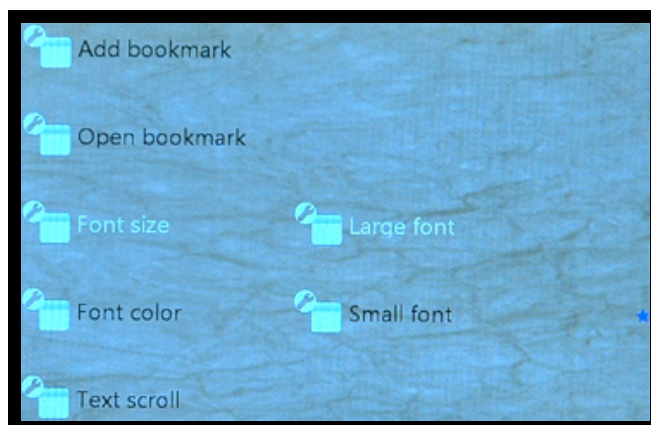 Add bookmark
Open bookmark
Font size
Large font
Font color
Small font
Text scroll